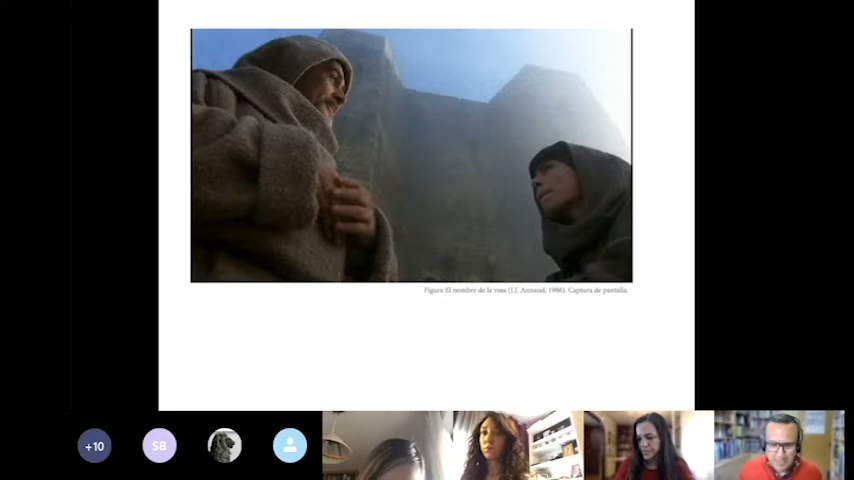 Figura El nombre de la rosa (J.J. Annaud, 1986). Captura de pantalla.
+10
SB